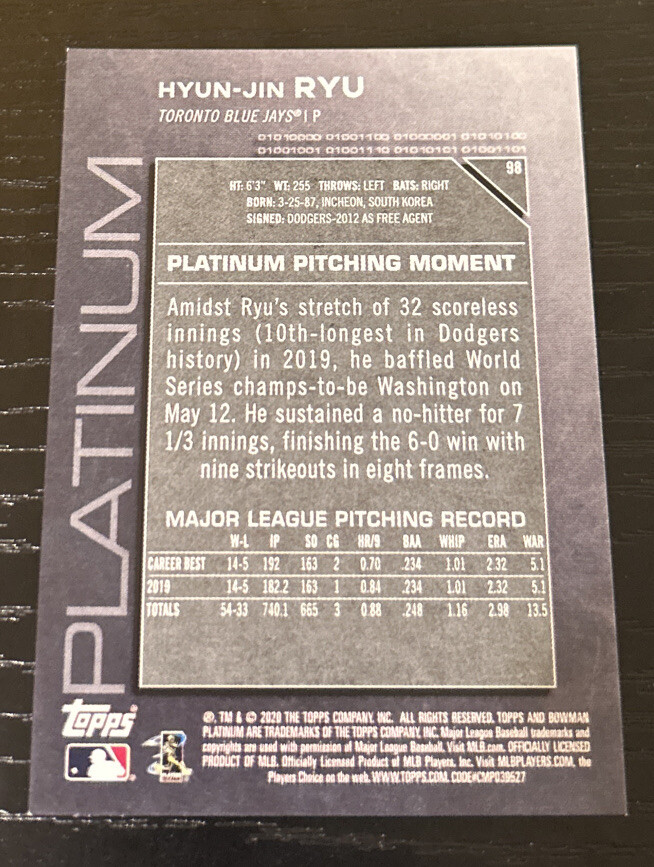 HYUN-JIN RYU
TORONTO BLUE JAYS® | P
01010000 01001100 01000001 01010100
01001001 01001110 01010101 01001101
98
HT: 6'3" WT: 255 THROWS: LEFT BATS: RIGHT
BORN: 3-25-87, INCHEON, SOUTH KOREA
SIGNED: DODGERS-2012 AS FREE AGENT
PLATINUM
PLATINUM PITCHING MOMENT
Amidst Ryu's stretch of 32 scoreless
innings (10th-longest in Dodgers
history) in 2019, he baffled World
Series champs-to-be Washington on
May 12. He sustained a no-hitter for 7
1/3 innings, finishing the 6-0 win with
nine strikeouts in eight frames.
MAJOR LEAGUE PITCHING RECORD
W-L IP SO CG HR/9 BAA WHIP ERA WAR
CAREER BEST 14-5 192 163 2 0.70 .234 1.01 2.32 5.1
2019 14-5 182.2 163 1 0.84 .234 1.01 2.32 5.1
TOTALS 54-33 740.1 665 3 0.88 .248 1.16 2.98 13.5
Topps®
®, TM & © 2020 THE TOPPS COMPANY, INC. ALL RIGHTS RESERVED. TOPPS AND BOWMAN
PLATINUM ARE TRADEMARKS OF THE TOPPS COMPANY, INC. Major League Baseball trademarks and
copyrights are used with permission of Major League Baseball. Visit MLB.com. OFFICIALLY LICENSED
PRODUCT OF MLB. Officially Licensed Product of MLB Players, Inc. Visit MLBPLAYERS.COM, the
Players Choice on the web. WWW.TOPPS.COM. CODE#CMP039527